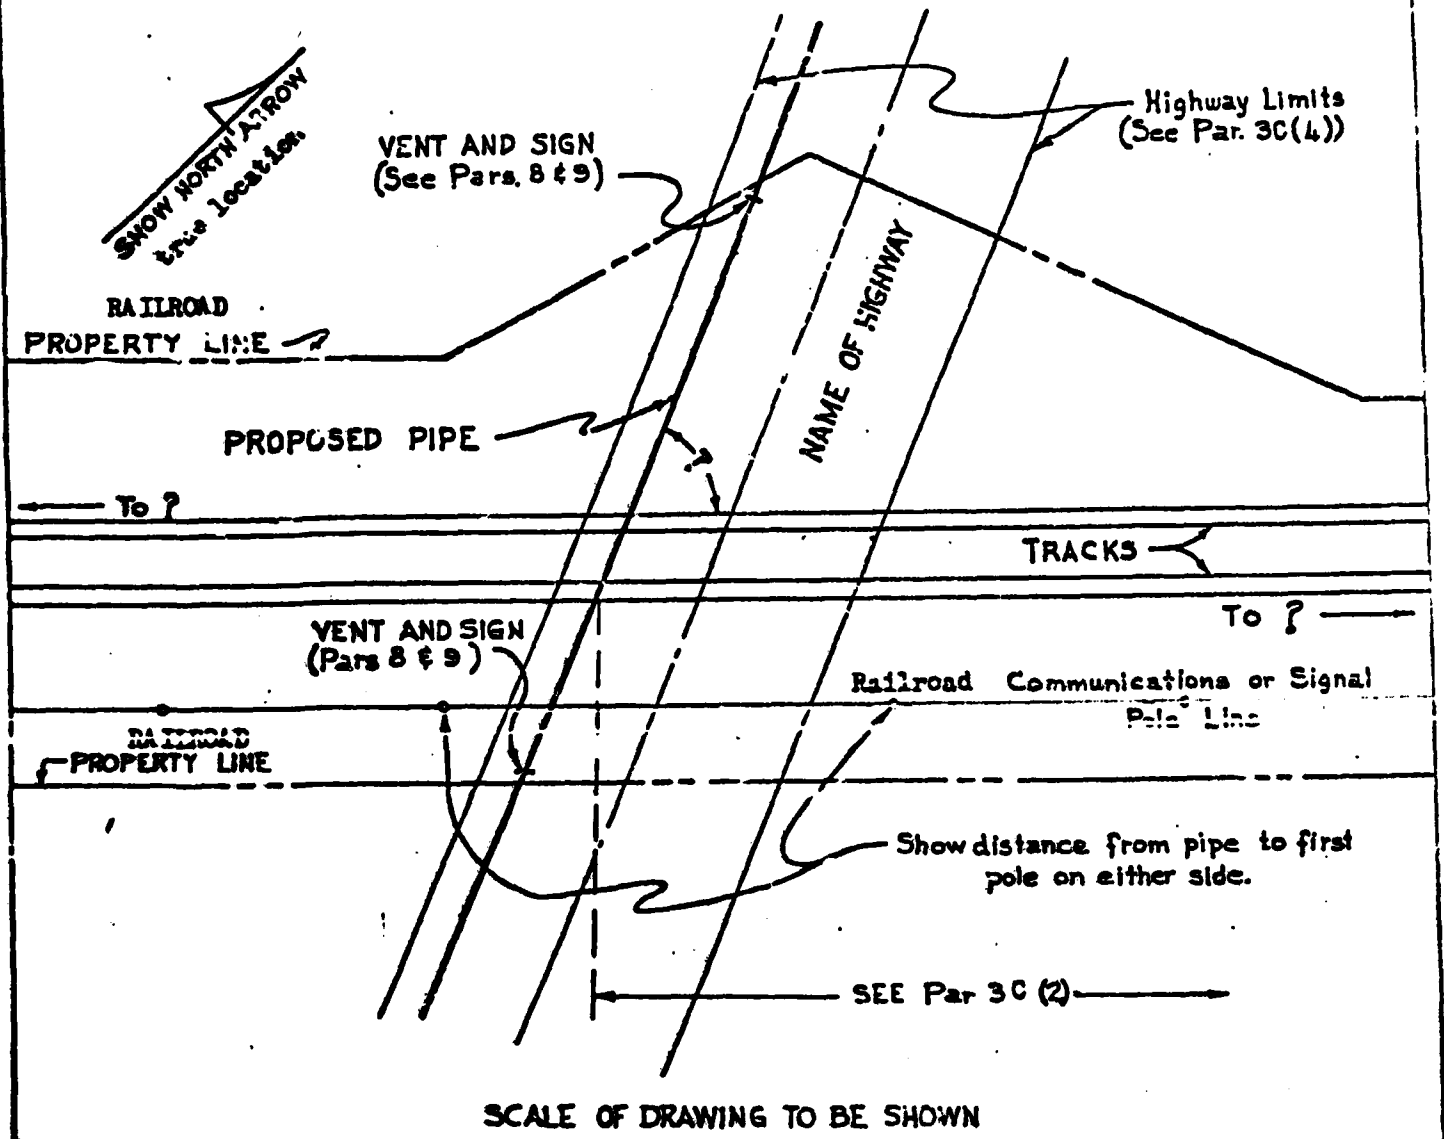 SHOW NORTH ARROW
true location.
VENT AND SIGN
(See Pars. 8 & 9)
Highway Limits
(See Par. 3C(4))
RAILROAD
PROPERTY LINE
NAME OF HIGHWAY
PROPOSED PIPE
To ?
TRACKS
To ?
VENT AND SIGN
(Pars 8 & 9)
Railroad Communications or Signal
Pole Line
RAILROAD
PROPERTY LINE
Show distance from pipe to first
pole on either side.
SEE Par 3C (2)
SCALE OF DRAWING TO BE SHOWN